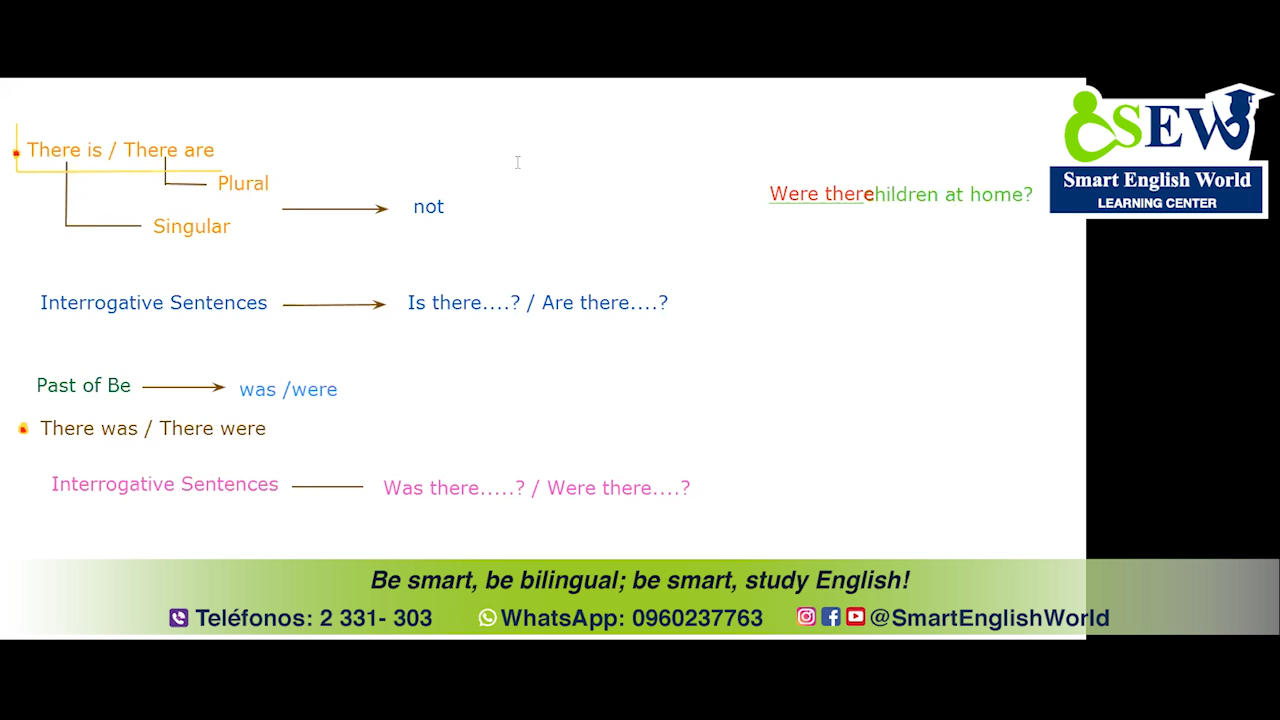 There is / There are
Plural
Singular
not
Were therechildren at home?
Interrogative Sentences
Is there....? / Are there....?
Past of Be
was /were
There was / There were
Interrogative Sentences
Was there.....? / Were there....?
SEW
Smart English World
LEARNING CENTER
Be smart, be bilingual; be smart, study English!
Teléfonos: 2 331- 303 WhatsApp: 0960237763 @SmartEnglishWorld